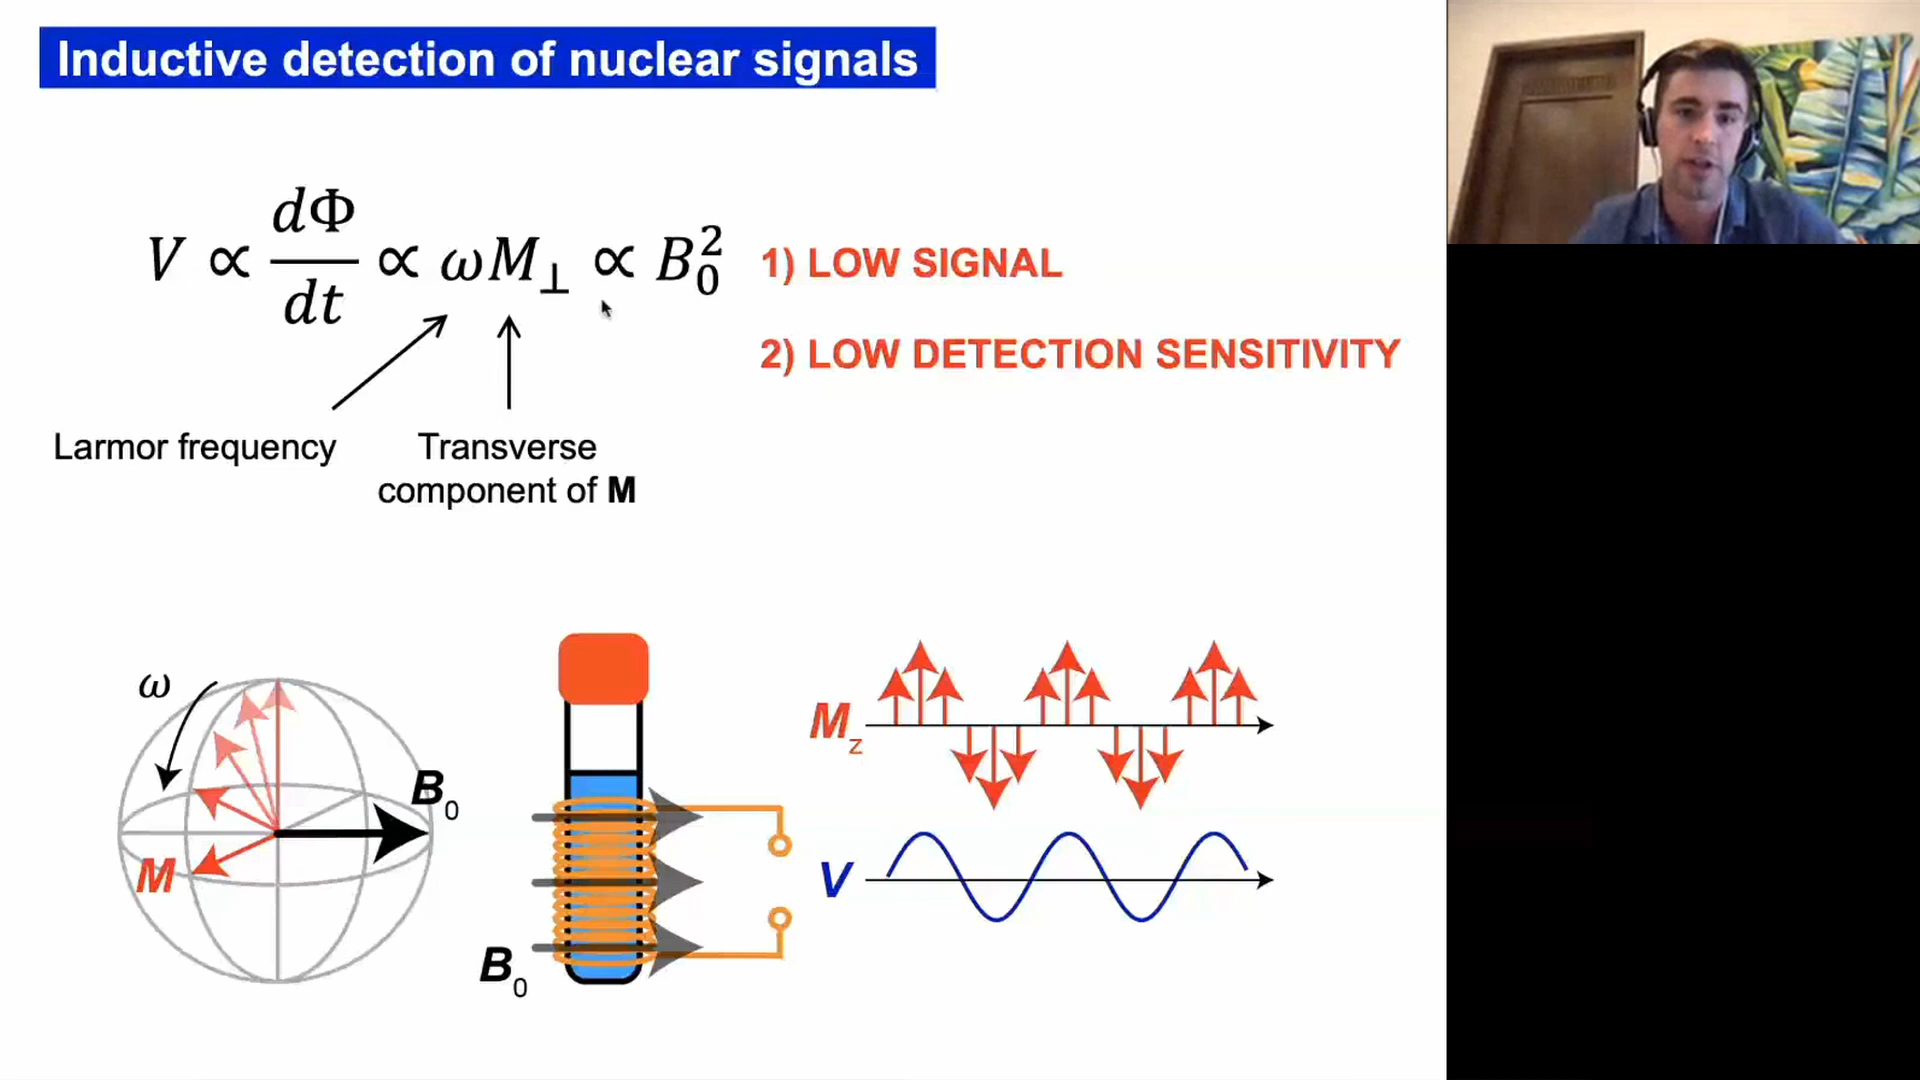 Inductive detection of nuclear signals
V ∝ dΦ/dt ∝ ωM⊥ ∝ B₀²
1) LOW SIGNAL
2) LOW DETECTION SENSITIVITY
Larmor frequency
Transverse
component of M
ω
B₀
M
B₀
M_z
V